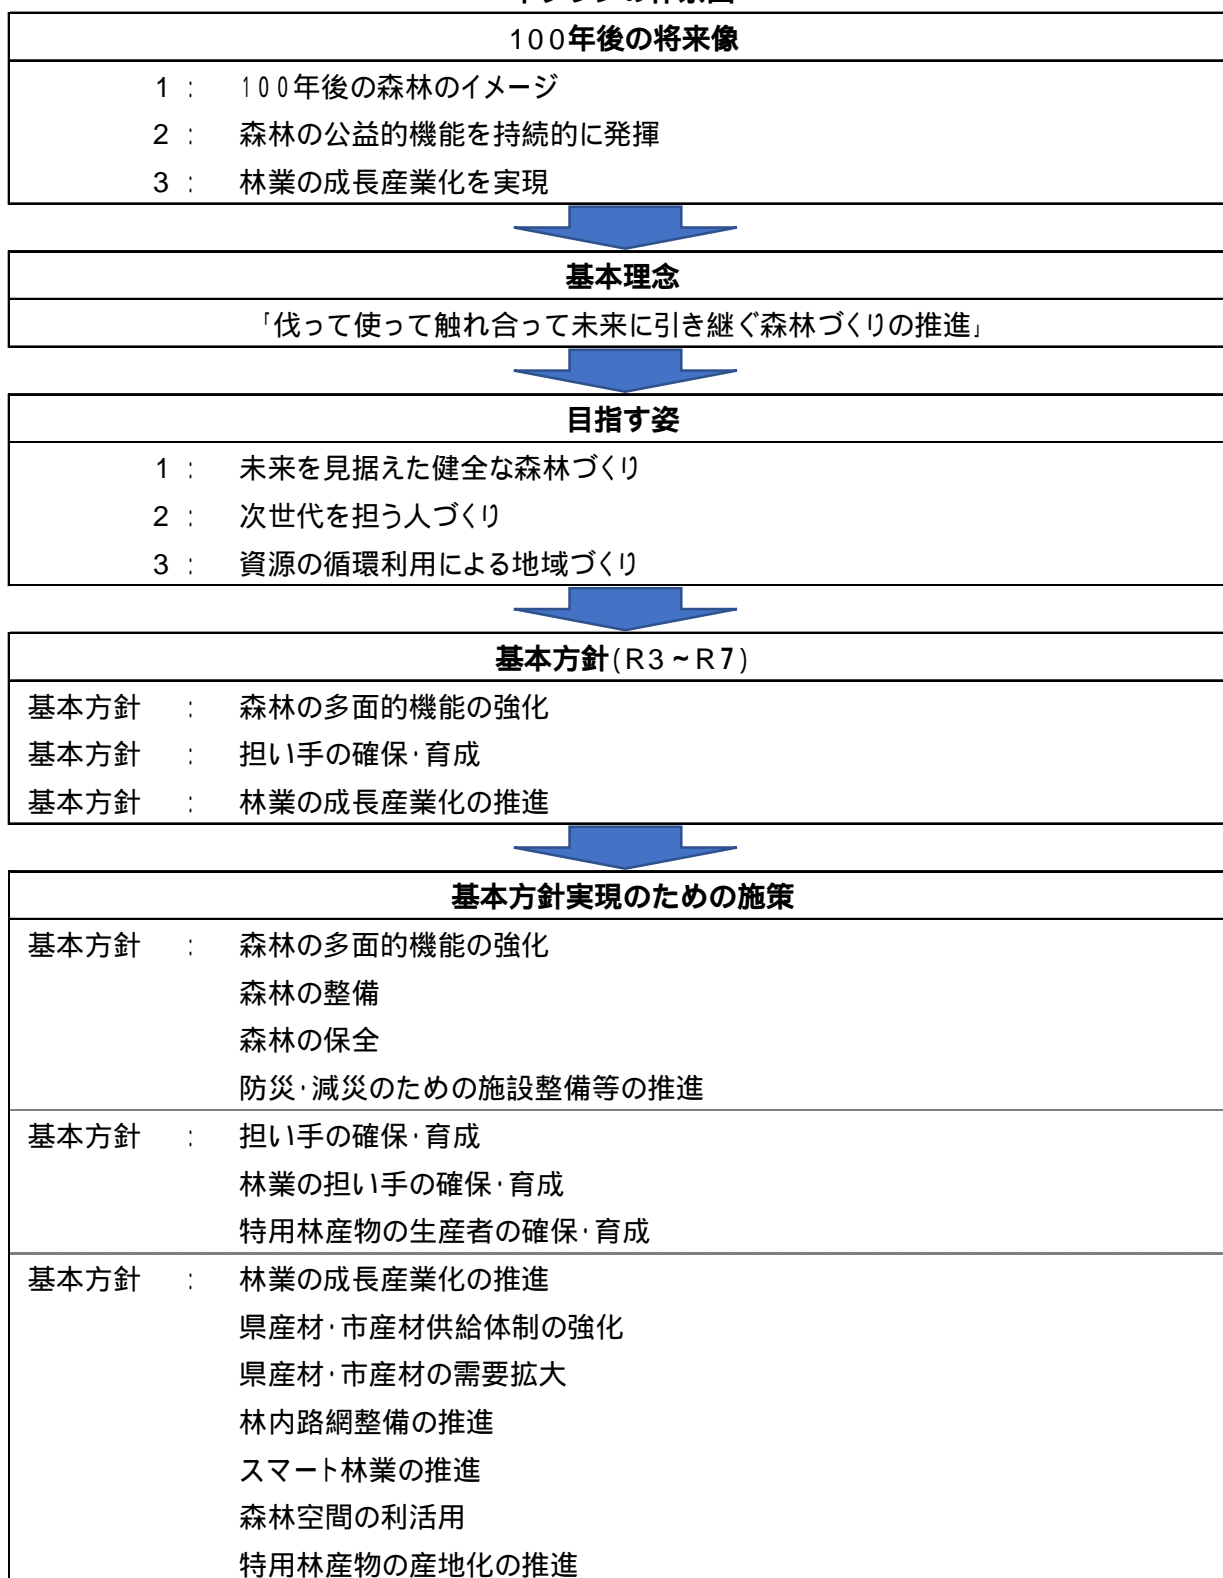 100年後の将来像
1 : 100年後の森林のイメージ
2 : 森林の公益的機能を持続的に発揮
3 : 林業の成長産業化を実現
基本理念
「伐って使って触れ合って未来に引き継ぐ森林づくりの推進」
目指す姿
1 : 未来を見据えた健全な森林づくり
2 : 次世代を担う人づくり
3 : 資源の循環利用による地域づくり
基本方針(R3~R7)
基本方針 : 森林の多面的機能の強化
基本方針 : 担い手の確保・育成
基本方針 : 林業の成長産業化の推進
基本方針実現のための施策
基本方針 : 森林の多面的機能の強化
森林の整備
森林の保全
防災・減災のための施設整備等の推進
基本方針 : 担い手の確保・育成
林業の担い手の確保・育成
特用林産物の生産者の確保・育成
基本方針 : 林業の成長産業化の推進
県産材・市産材供給体制の強化
県産材・市産材の需要拡大
林内路網整備の推進
スマート林業の推進
森林空間の利活用
特用林産物の産地化の推進